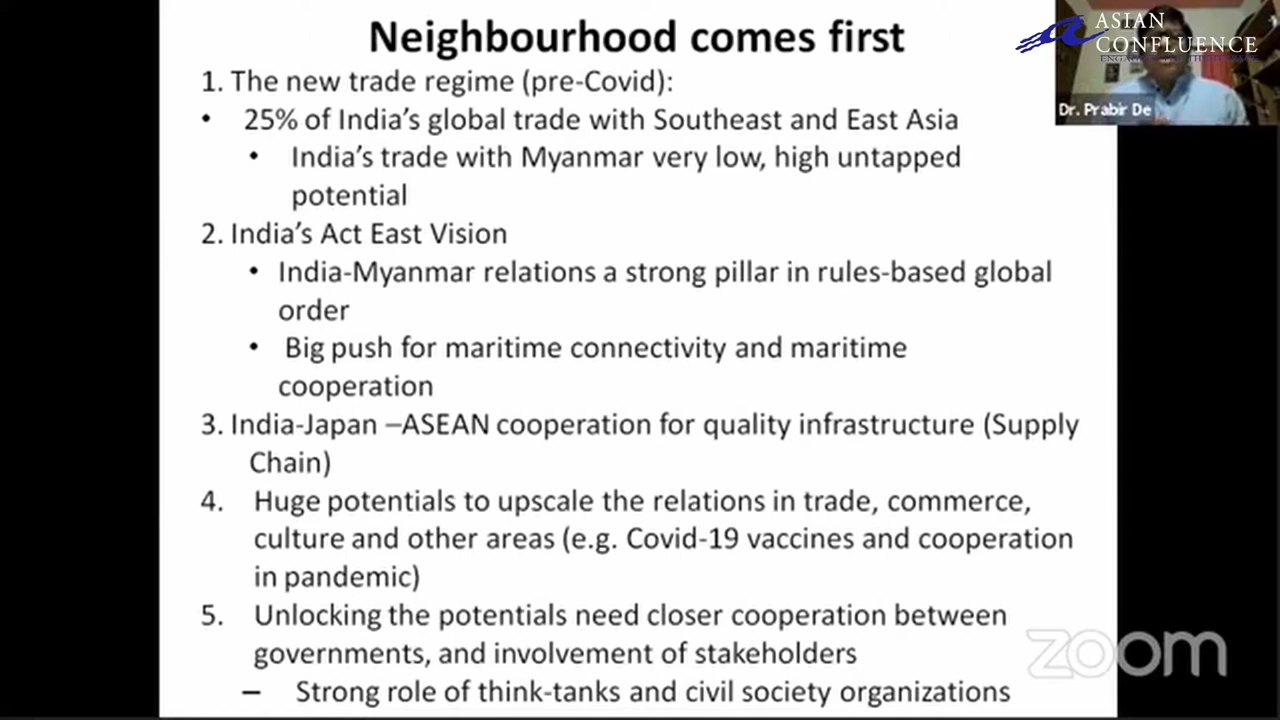 Neighbourhood comes first
1. The new trade regime (pre-Covid):
• 25% of India's global trade with Southeast and East Asia
• India's trade with Myanmar very low, high untapped
potential
2. India's Act East Vision
• India-Myanmar relations a strong pillar in rules-based global
order
• Big push for maritime connectivity and maritime
cooperation
3. India-Japan –ASEAN cooperation for quality infrastructure (Supply
Chain)
4. Huge potentials to upscale the relations in trade, commerce,
culture and other areas (e.g. Covid-19 vaccines and cooperation
in pandemic)
5. Unlocking the potentials need closer cooperation between
governments, and involvement of stakeholders
– Strong role of think-tanks and civil society organizations
ASIAN
CONFLUENCE
Dr. Prabir De
zoom